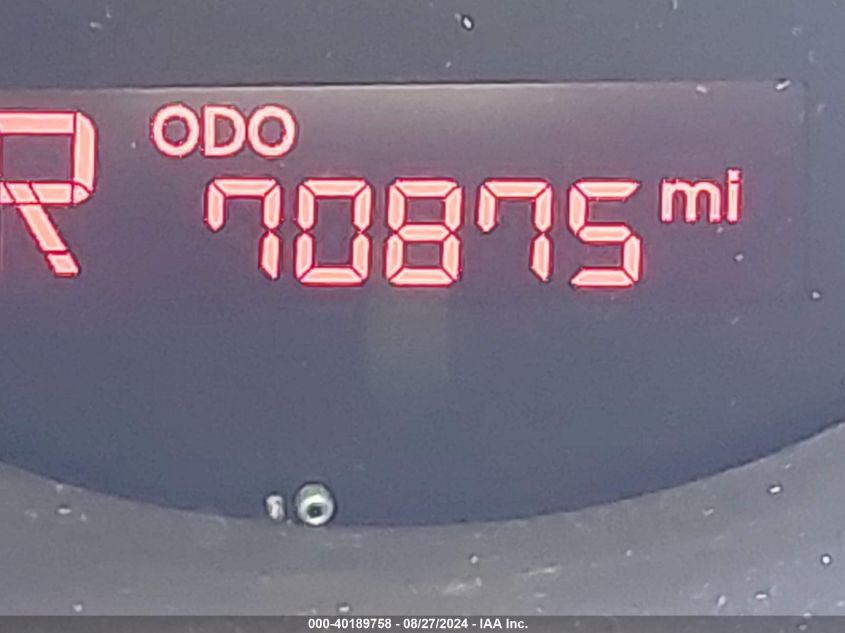 R
ODO
70875 mi
000-40189758 - 08/27/2024 - IAA Inc.